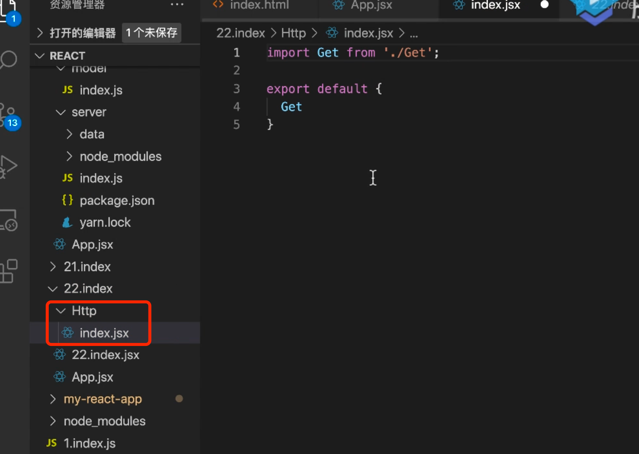 资源管理器 ...
index.html App.jsx index.jsx 22.index
1
打开的编辑器 1个未保存
22.index > Http > index.jsx > ...
REACT
model
index.js
server
data
node_modules
13
index.js
package.json
yarn.lock
App.jsx
21.index
22.index
Http
index.jsx
22.index.jsx
App.jsx
my-react-app
node_modules
1.index.js
1 import Get from './Get';
2
3 export default {
4 Get
5 }